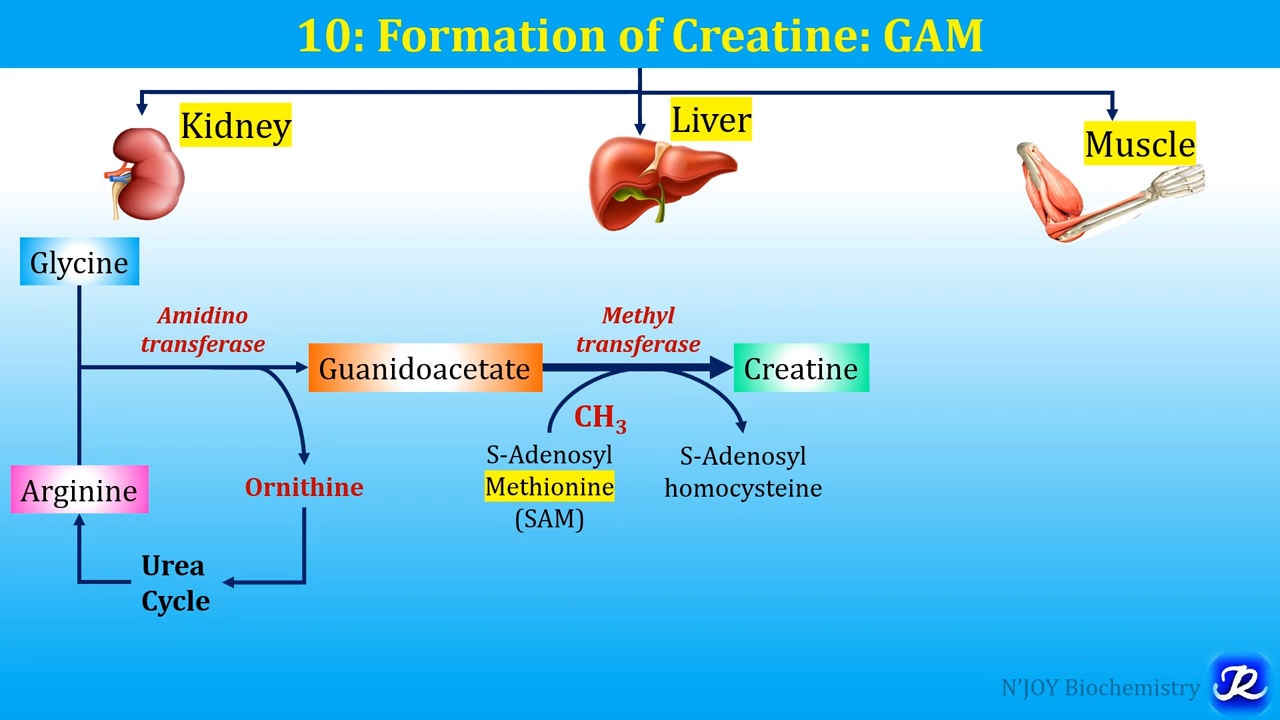 10: Formation of Creatine: GAM
Kidney
Liver
Muscle
Glycine
Amidino
transferase
Guanidoacetate
Methyl
transferase
Creatine
CH₃
S-Adenosyl
Methionine
(SAM)
S-Adenosyl
homocysteine
Arginine
Ornithine
Urea
Cycle
N'JOY Biochemistry